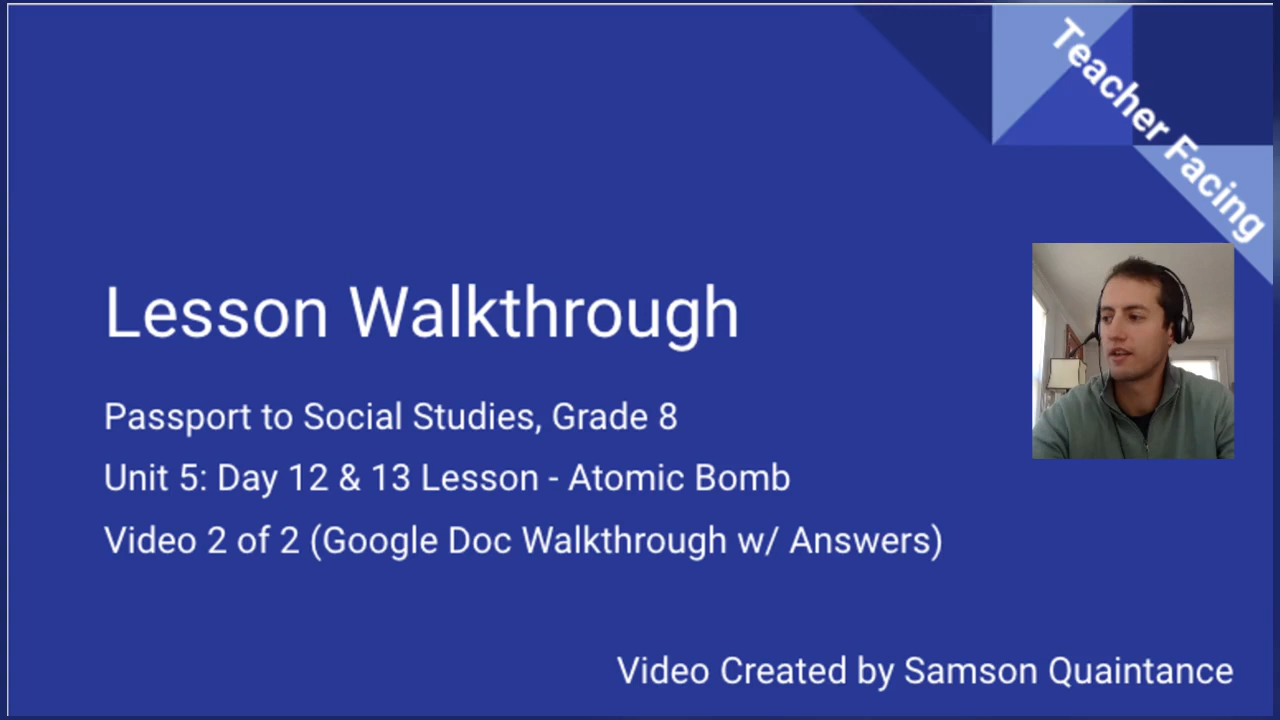 Teacher Facing
Lesson Walkthrough
Passport to Social Studies, Grade 8
Unit 5: Day 12 & 13 Lesson - Atomic Bomb
Video 2 of 2 (Google Doc Walkthrough w/ Answers)
Video Created by Samson Quaintance